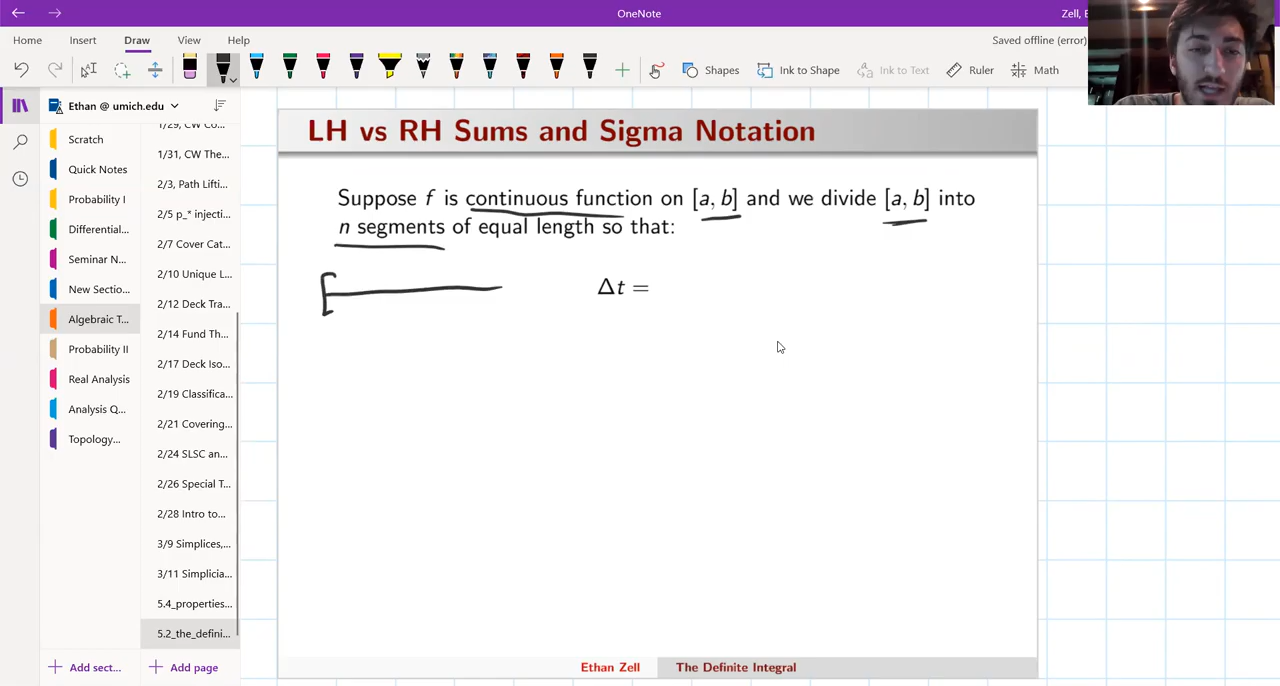 OneNote
Zell, E
Home
Insert
Draw
View
Help
Saved offline (error)
Shapes
Ink to Shape
Ink to Text
Ruler
Math
Ethan @ umich.edu
Scratch
Quick Notes
Probability I
Differential...
Seminar N...
New Sectio...
Algebraic T...
Probability II
Real Analysis
Analysis Q...
Topology...
Add sect...
1/29, CW Co...
1/31, CW The...
2/3, Path Lifti...
2/5 p_* injecti...
2/7 Cover Cat...
2/10 Unique L...
2/12 Deck Tra...
2/14 Fund Th...
2/17 Deck Iso...
2/19 Classifica...
2/21 Covering...
2/24 SLSC an...
2/26 Special T...
2/28 Intro to...
3/9 Simplices,...
3/11 Simplicia...
5.4_properties...
5.2_the_defini...
Add page
LH vs RH Sums and Sigma Notation
Suppose f is continuous function on [a, b] and we divide [a, b] into
n segments of equal length so that:
Δt =
Ethan Zell
The Definite Integral